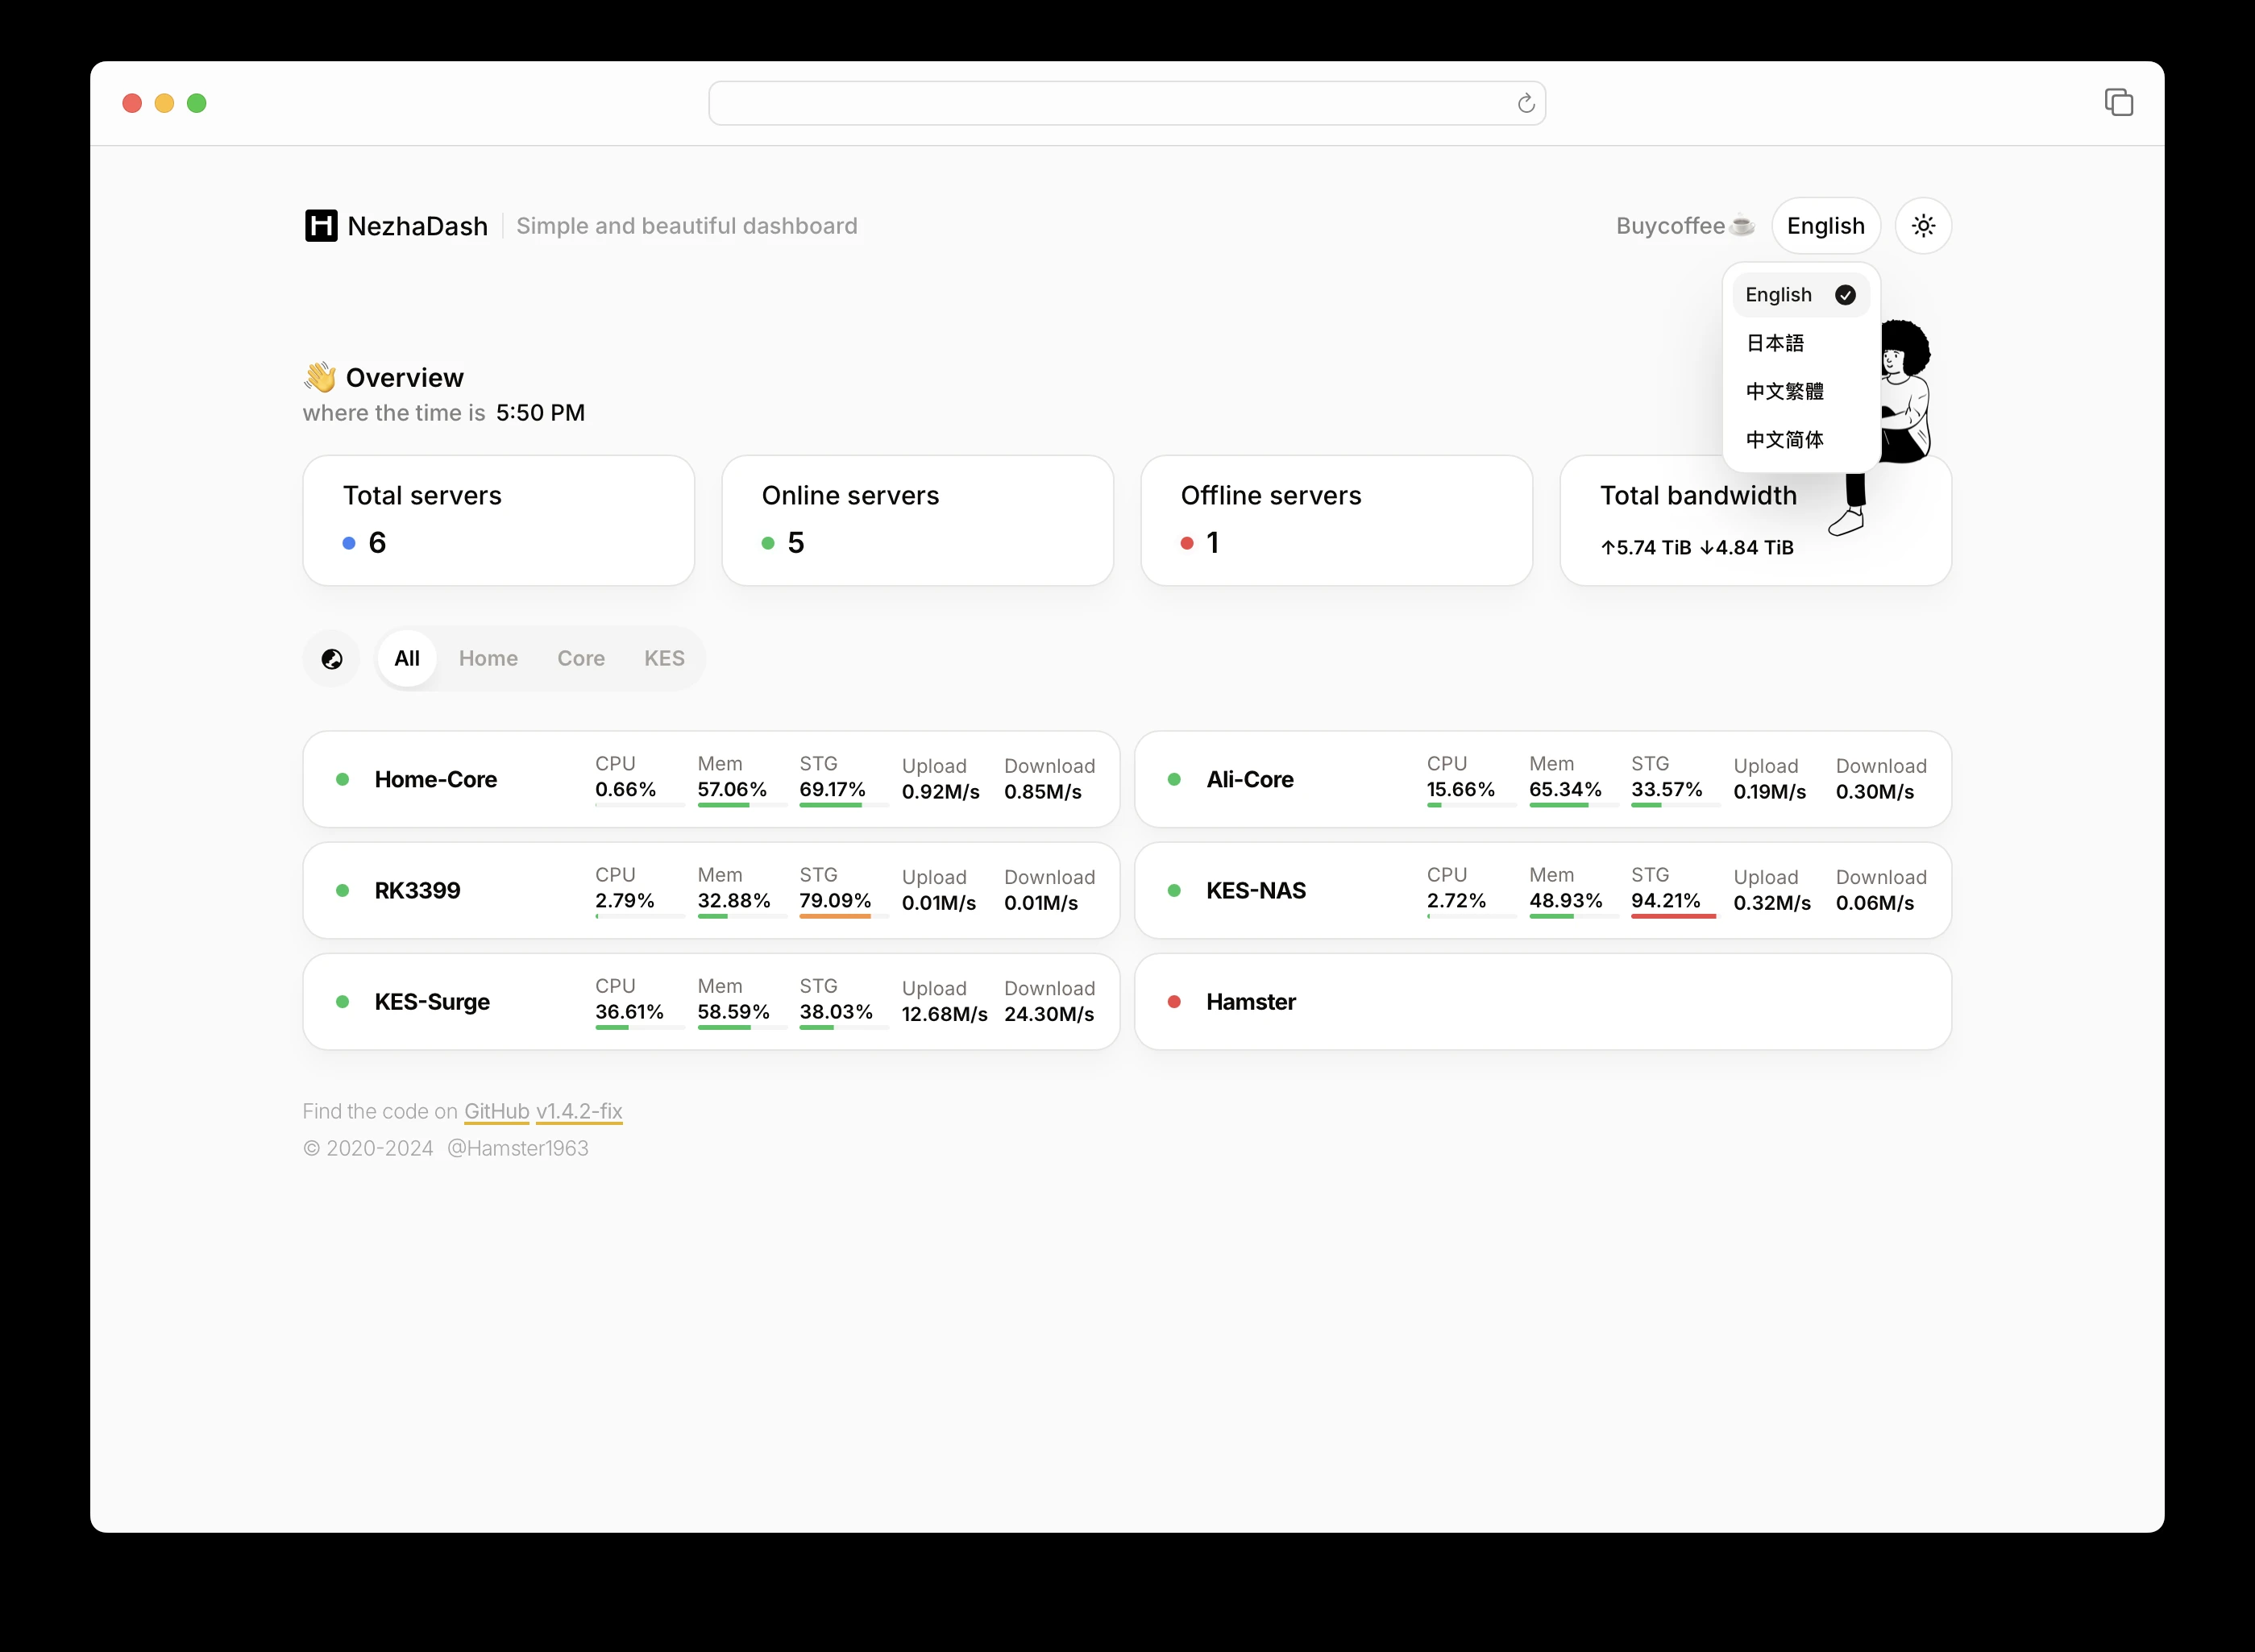 NezhaDash Simple and beautiful dashboard Buycoffee☕ English
English
日本語
中文繁體
中文简体
👋 Overview
where the time is 5:50 PM
Total servers
6
Online servers
5
Offline servers
1
Total bandwidth
↑5.74 TiB ↓4.84 TiB
All Home Core KES
Home-Core
CPU Mem STG Upload Download
0.66% 57.06% 69.17% 0.92M/s 0.85M/s
Ali-Core
CPU Mem STG Upload Download
15.66% 65.34% 33.57% 0.19M/s 0.30M/s
RK3399
CPU Mem STG Upload Download
2.79% 32.88% 79.09% 0.01M/s 0.01M/s
KES-NAS
CPU Mem STG Upload Download
2.72% 48.93% 94.21% 0.32M/s 0.06M/s
KES-Surge
CPU Mem STG Upload Download
36.61% 58.59% 38.03% 12.68M/s 24.30M/s
Hamster
Find the code on GitHub v1.4.2-fix
© 2020-2024 @Hamster1963